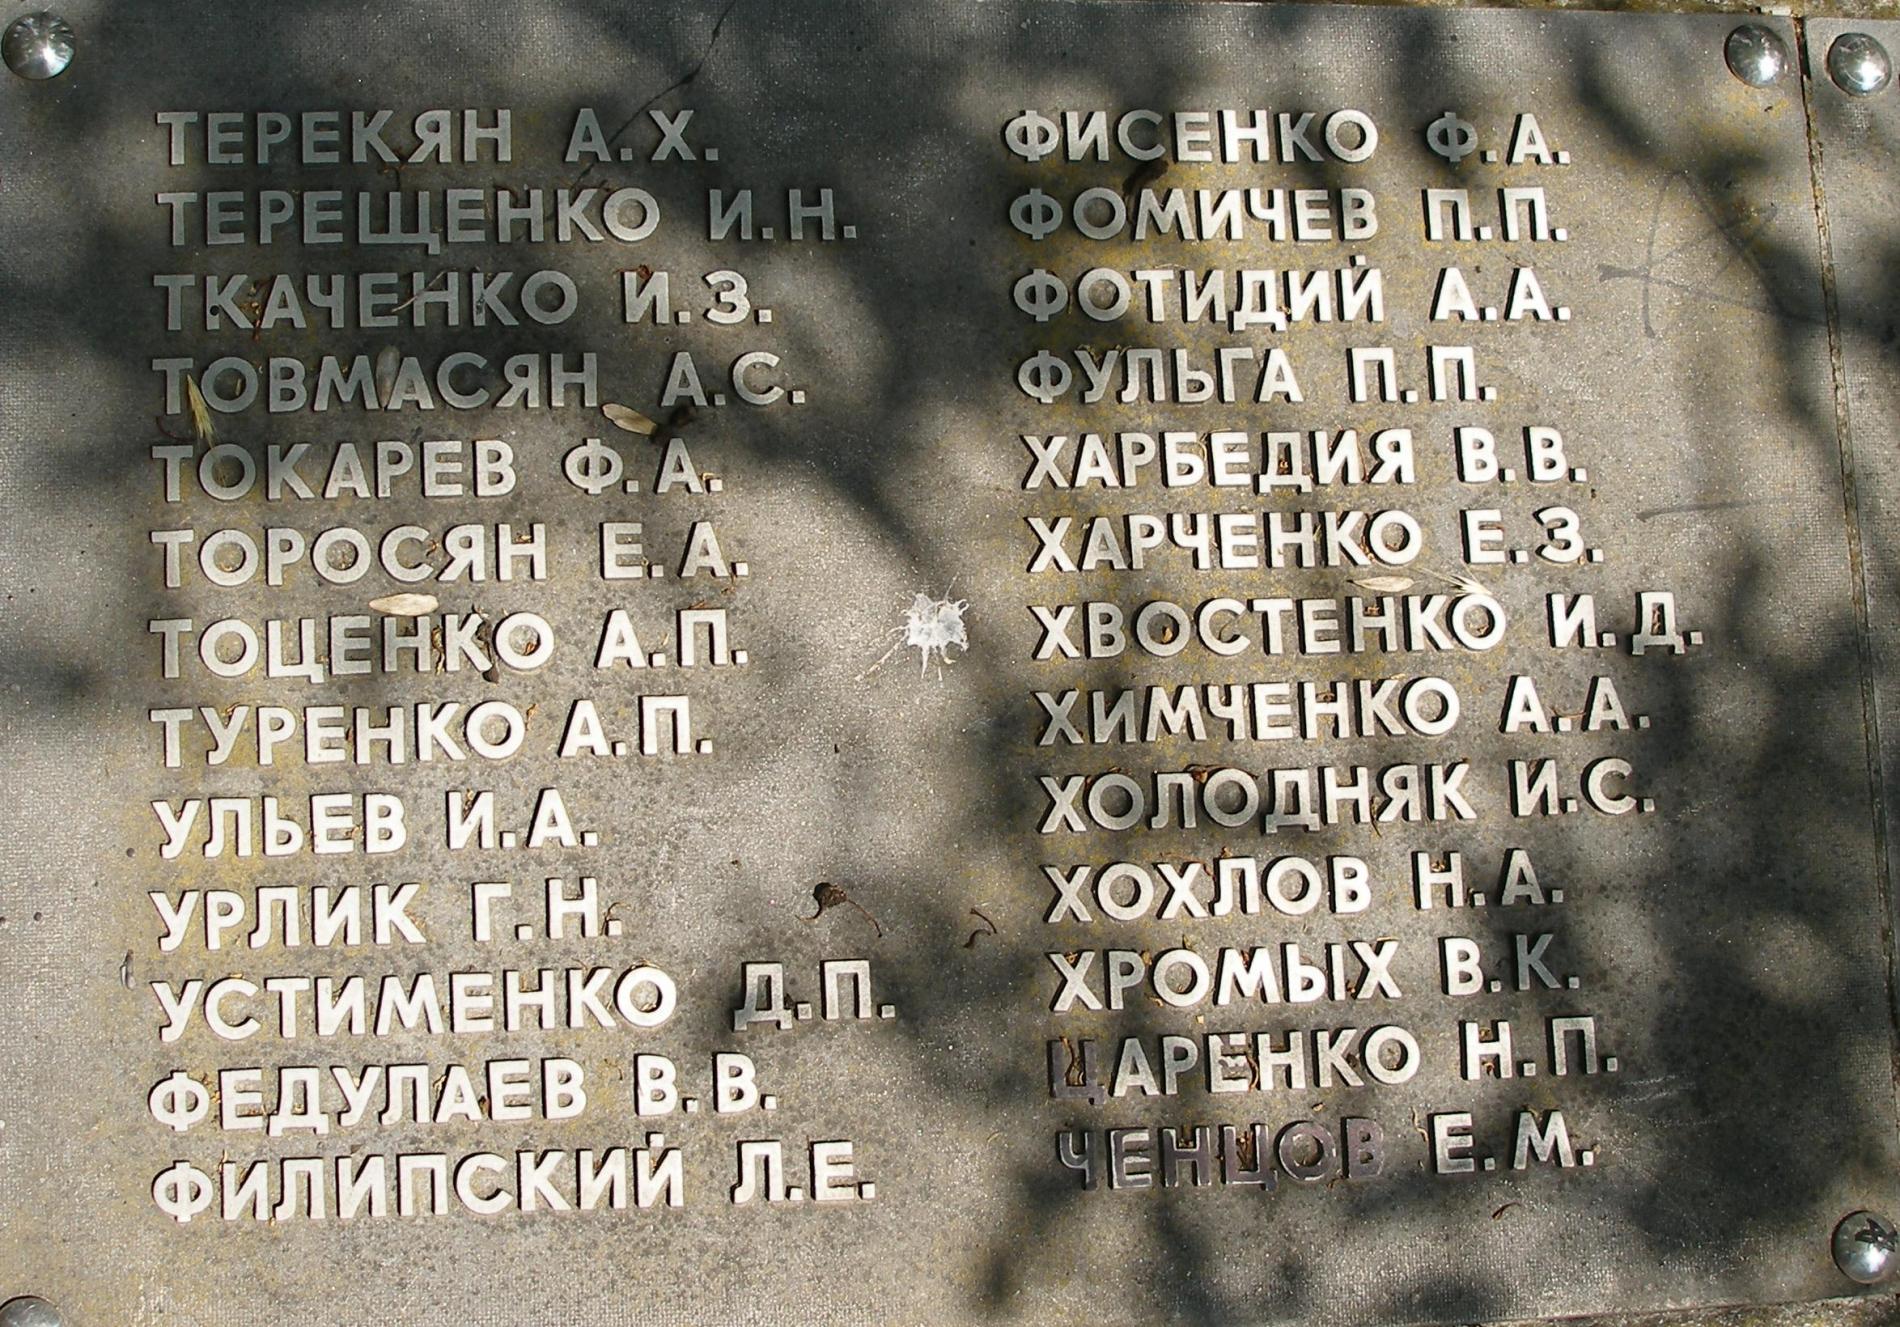 ТЕРЕКЯН А.Х.
ТЕРЕЩЕНКО И.Н.
ТКАЧЕНКО И.З.
ТОВМАСЯН А.С.
ТОКАРЕВ Ф.А.
ТОРОСЯН Е.А.
ТОЦЕНКО А.П.
ТУРЕНКО А.П.
УЛЬЕВ И.А.
УРЛИК Г.Н.
УСТИМЕНКО Д.П.
ФЕДУЛАЕВ В.В.
ФИЛИПСКИЙ Л.Е.
ФИСЕНКО Ф.А.
ФОМИЧЕВ П.П.
ФОТИДИЙ А.А.
ФУЛЬГА П.П.
ХАРБЕДИЯ В.В.
ХАРЧЕНКО Е.З.
ХВОСТЕНКО И.Д.
ХИМЧЕНКО А.А.
ХОЛОДНЯК И.С.
ХОХЛОВ Н.А.
ХРОМЫХ В.К.
ЦАРЕНКО Н.П.
ЧЕНЦОВ Е.М.